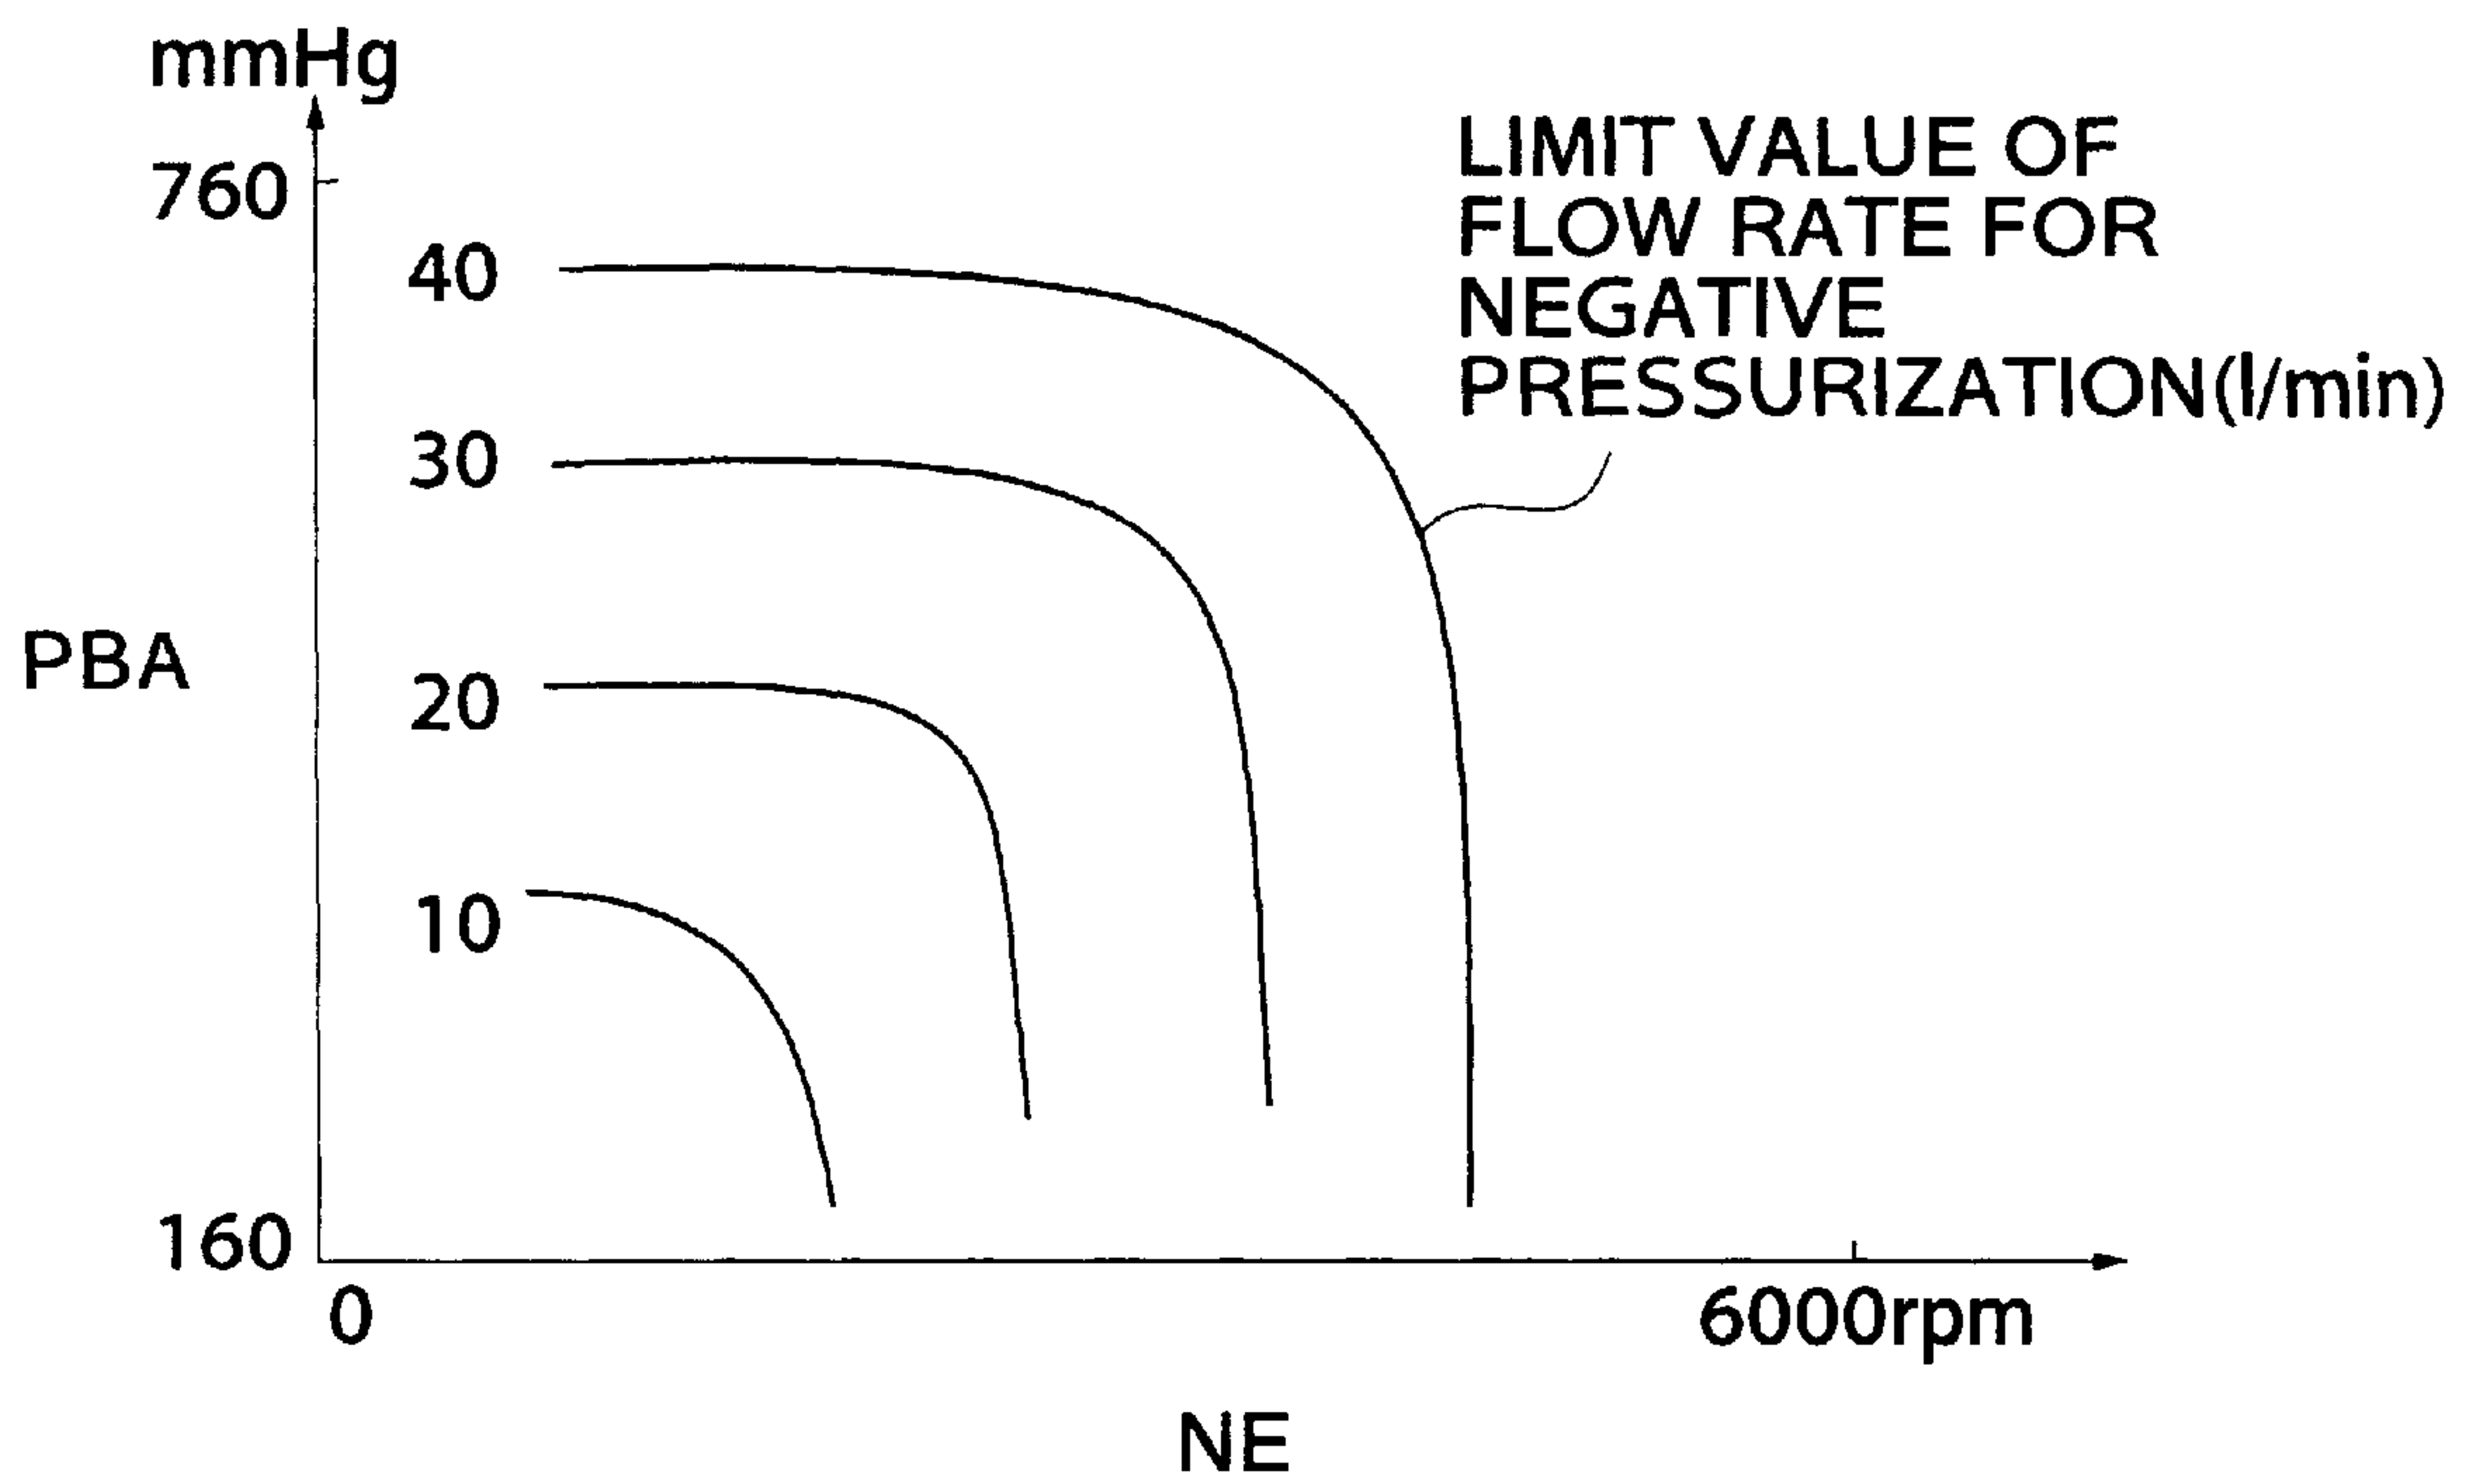 mmHg
760
LIMIT VALUE OF
FLOW RATE FOR
NEGATIVE
PRESSURIZATION(l/min)
40
30
PBA
20
10
160
0
6000rpm
NE